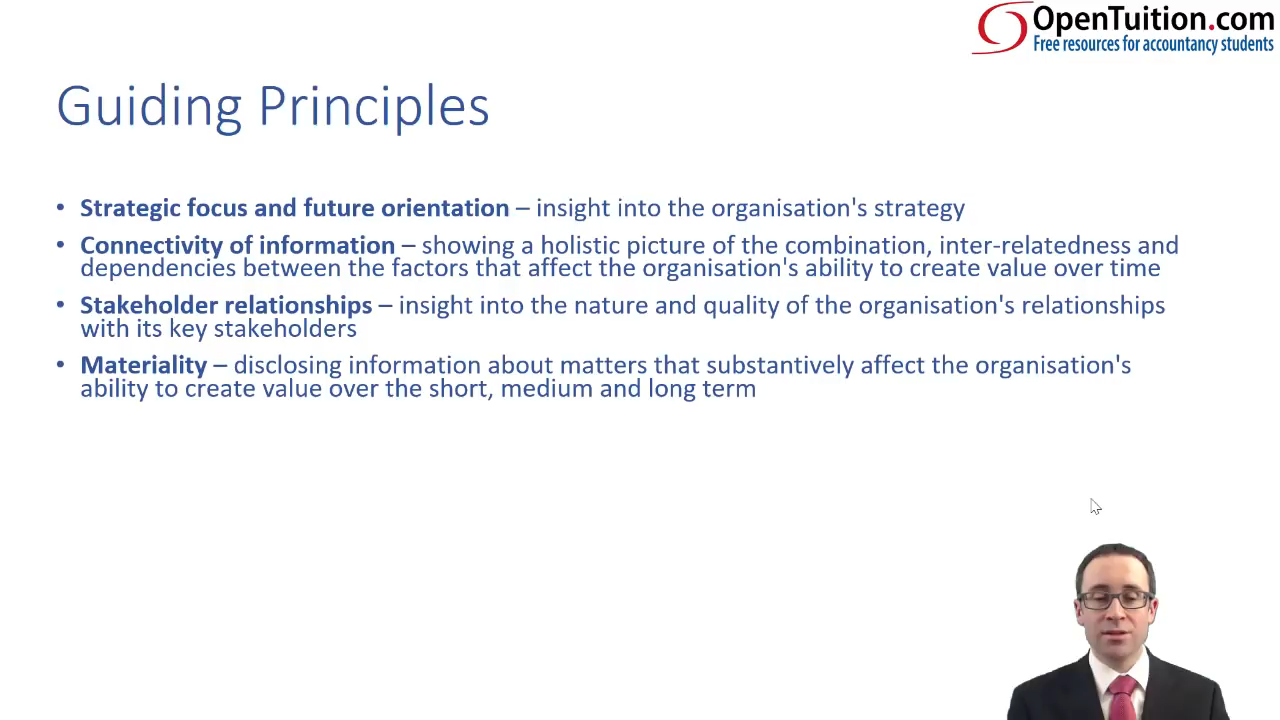 OpenTuition.com
Free resources for accountancy students
Guiding Principles
• Strategic focus and future orientation – insight into the organisation's strategy
• Connectivity of information – showing a holistic picture of the combination, inter-relatedness and
dependencies between the factors that affect the organisation's ability to create value over time
• Stakeholder relationships – insight into the nature and quality of the organisation's relationships
with its key stakeholders
• Materiality – disclosing information about matters that substantively affect the organisation's
ability to create value over the short, medium and long term